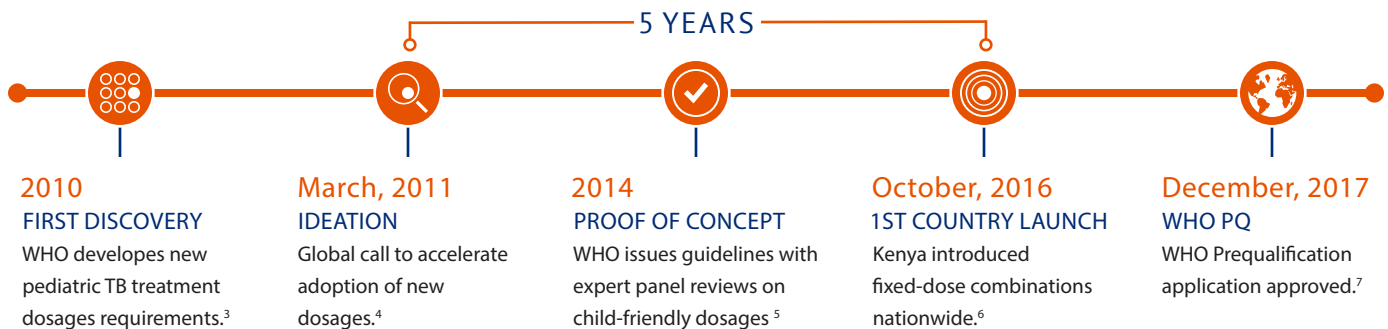 5 YEARS
2010
FIRST DISCOVERY
WHO developes new
pediatric TB treatment
dosages requirements.³
March, 2011
IDEATION
Global call to accelerate
adoption of new
dosages.⁴
2014
PROOF OF CONCEPT
WHO issues guidelines with
expert panel reviews on
child-friendly dosages ⁵
October, 2016
1ST COUNTRY LAUNCH
Kenya introduced
fixed-dose combinations
nationwide.⁶
December, 2017
WHO PQ
WHO Prequalification
application approved.⁷